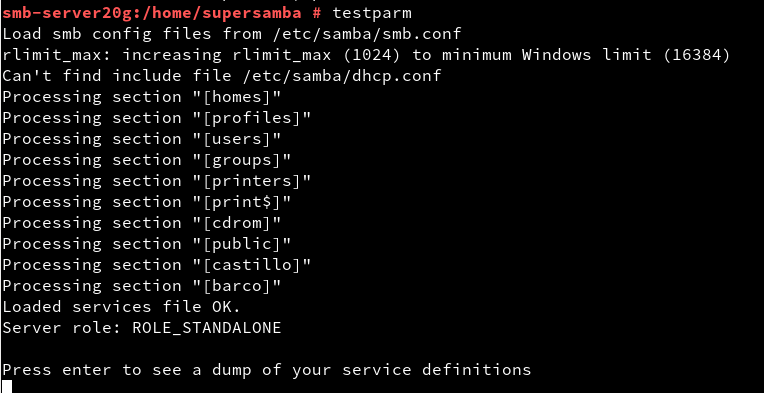 smb-server20g:/home/supersamba # testparm
Load smb config files from /etc/samba/smb.conf
rlimit_max: increasing rlimit_max (1024) to minimum Windows limit (16384)
Can't find include file /etc/samba/dhcp.conf
Processing section "[homes]"
Processing section "[profiles]"
Processing section "[users]"
Processing section "[groups]"
Processing section "[printers]"
Processing section "[print$]"
Processing section "[cdrom]"
Processing section "[public]"
Processing section "[castillo]"
Processing section "[barco]"
Loaded services file OK.
Server role: ROLE_STANDALONE
Press enter to see a dump of your service definitions